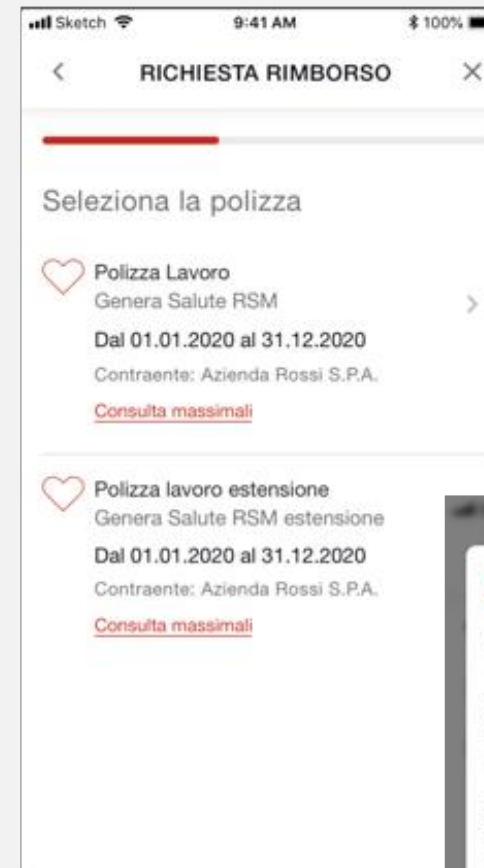 Sketch 9:41 AM 100%
RICHIESTA RIMBORSO
Seleziona la polizza
Polizza Lavoro
Genera Salute RSM
Dal 01.01.2020 al 31.12.2020
Contraente: Azienda Rossi S.P.A.
Consulta massimali
Polizza lavoro estensione
Genera Salute RSM estensione
Dal 01.01.2020 al 31.12.2020
Contraente: Azienda Rossi S.P.A.
Consulta massimali